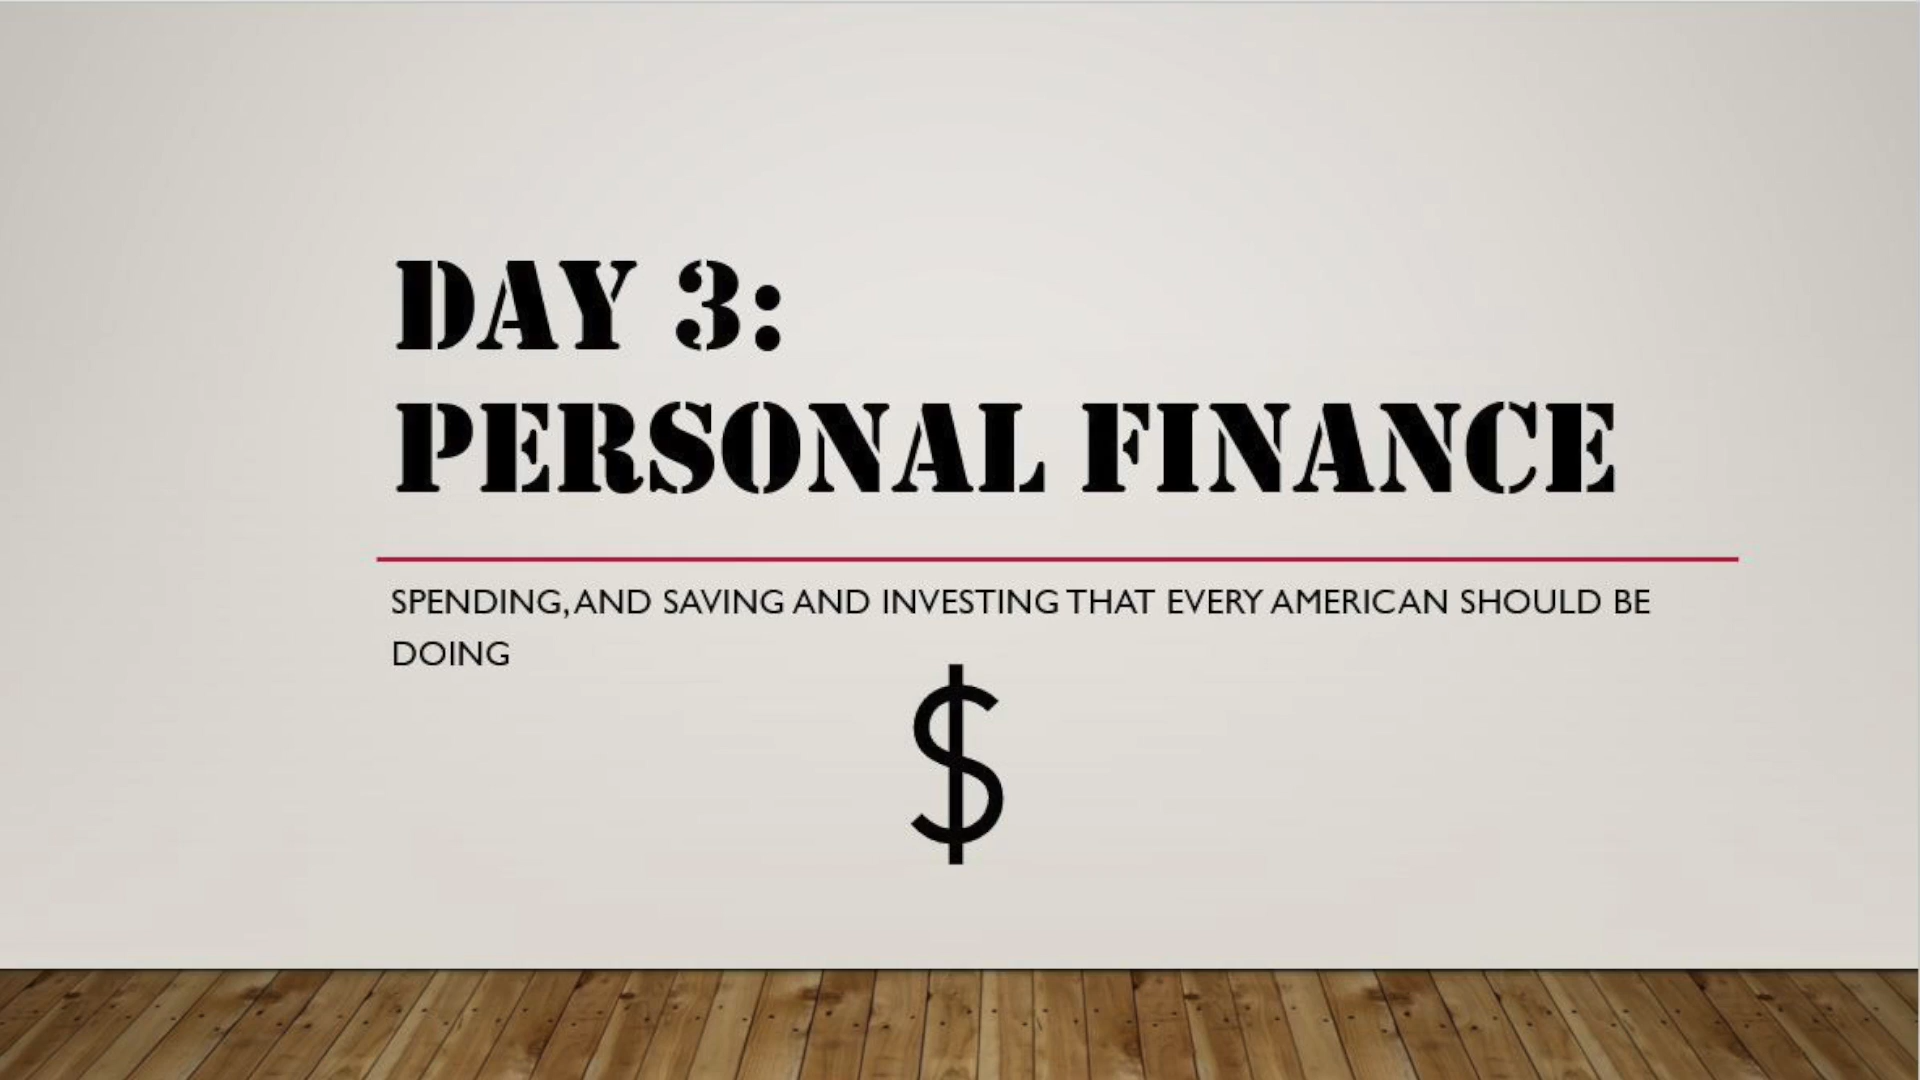 DAY 3:
PERSONAL FINANCE
SPENDING, AND SAVING AND INVESTING THAT EVERY AMERICAN SHOULD BE
DOING
$